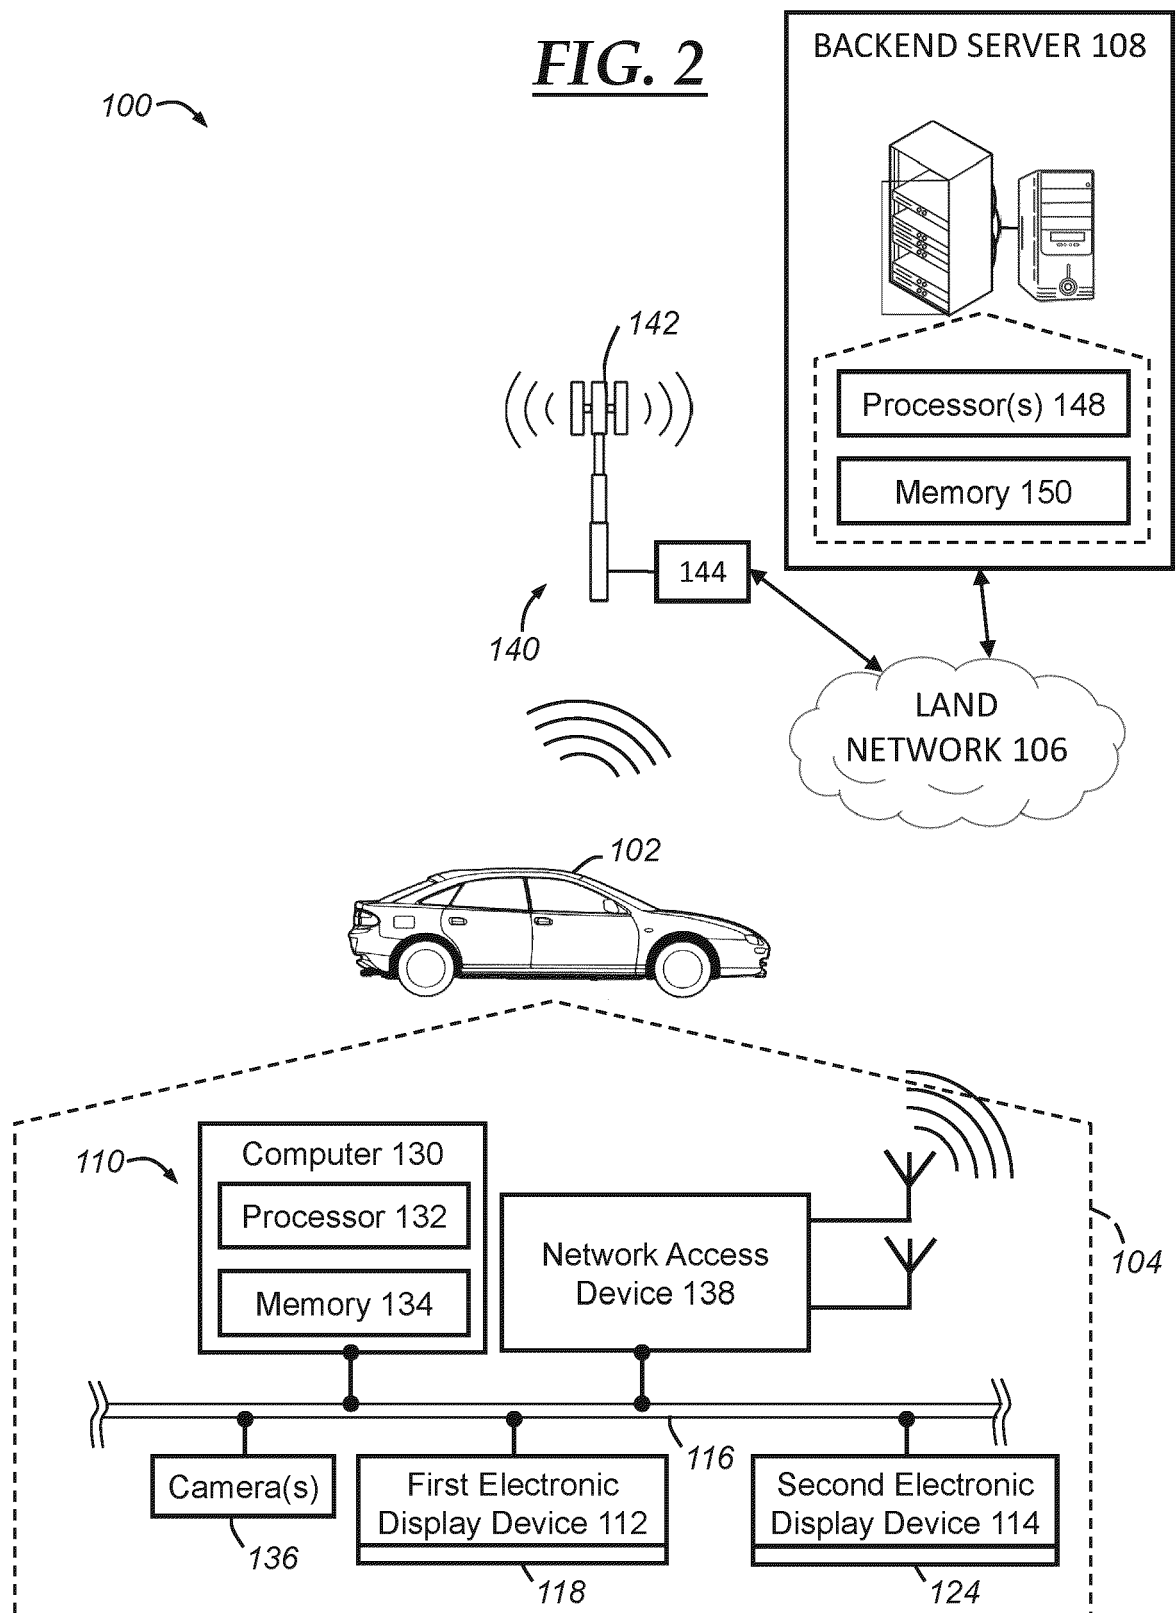 FIG. 2
BACKEND SERVER 108
100
142
Processor(s) 148
Memory 150
144
140
LAND
NETWORK 106
102
110
Computer 130
Processor 132
Memory 134
Network Access
Device 138
104
116
Camera(s)
First Electronic
Display Device 112
Second Electronic
Display Device 114
136
118
124